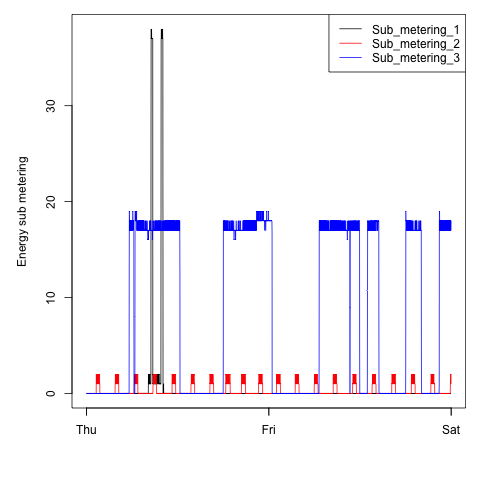 Sub_metering_1
Sub_metering_2
Sub_metering_3
Energy sub metering
30
20
10
0
Thu Fri Sat